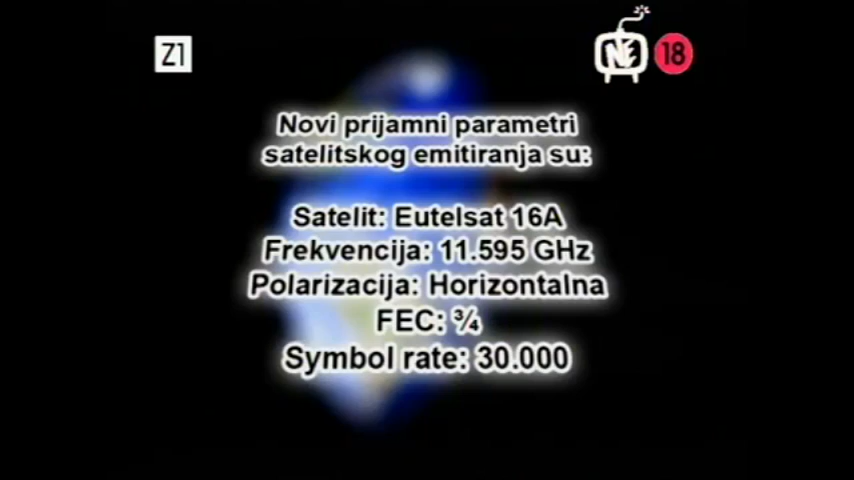 Z1
NE 18
Novi prijamni parametri
satelitskog emitiranja su:
Satelit: Eutelsat 16A
Frekvencija: 11.595 GHz
Polarizacija: Horizontalna
FEC: ¾
Symbol rate: 30.000